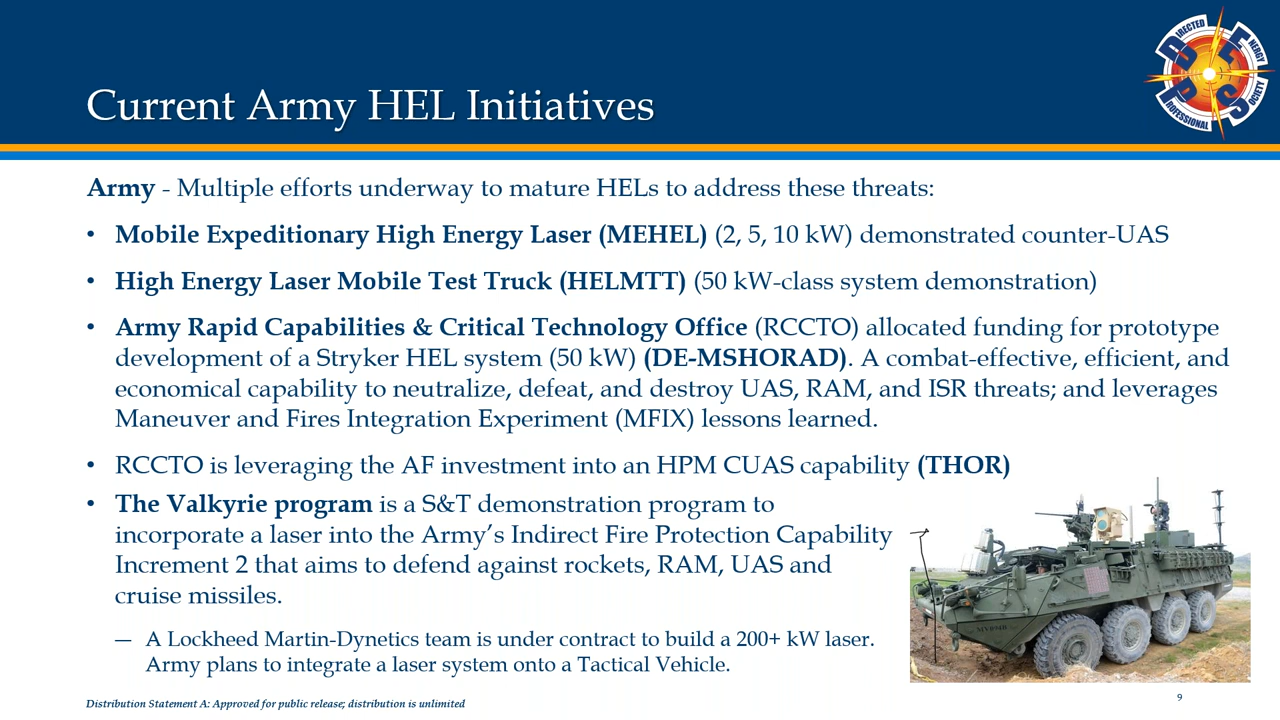 Current Army HEL Initiatives
DIRECTED
ENERGY
PROFESSIONAL
SOCIETY
Army - Multiple efforts underway to mature HELs to address these threats:
• Mobile Expeditionary High Energy Laser (MEHEL) (2, 5, 10 kW) demonstrated counter-UAS
• High Energy Laser Mobile Test Truck (HELMTT) (50 kW-class system demonstration)
• Army Rapid Capabilities & Critical Technology Office (RCCTO) allocated funding for prototype
development of a Stryker HEL system (50 kW) (DE-MSHORAD). A combat-effective, efficient, and
economical capability to neutralize, defeat, and destroy UAS, RAM, and ISR threats; and leverages
Maneuver and Fires Integration Experiment (MFIX) lessons learned.
• RCCTO is leveraging the AF investment into an HPM CUAS capability (THOR)
• The Valkyrie program is a S&T demonstration program to
incorporate a laser into the Army’s Indirect Fire Protection Capability
Increment 2 that aims to defend against rockets, RAM, UAS and
cruise missiles.
— A Lockheed Martin-Dynetics team is under contract to build a 200+ kW laser.
Army plans to integrate a laser system onto a Tactical Vehicle.
Distribution Statement A: Approved for public release; distribution is unlimited
9